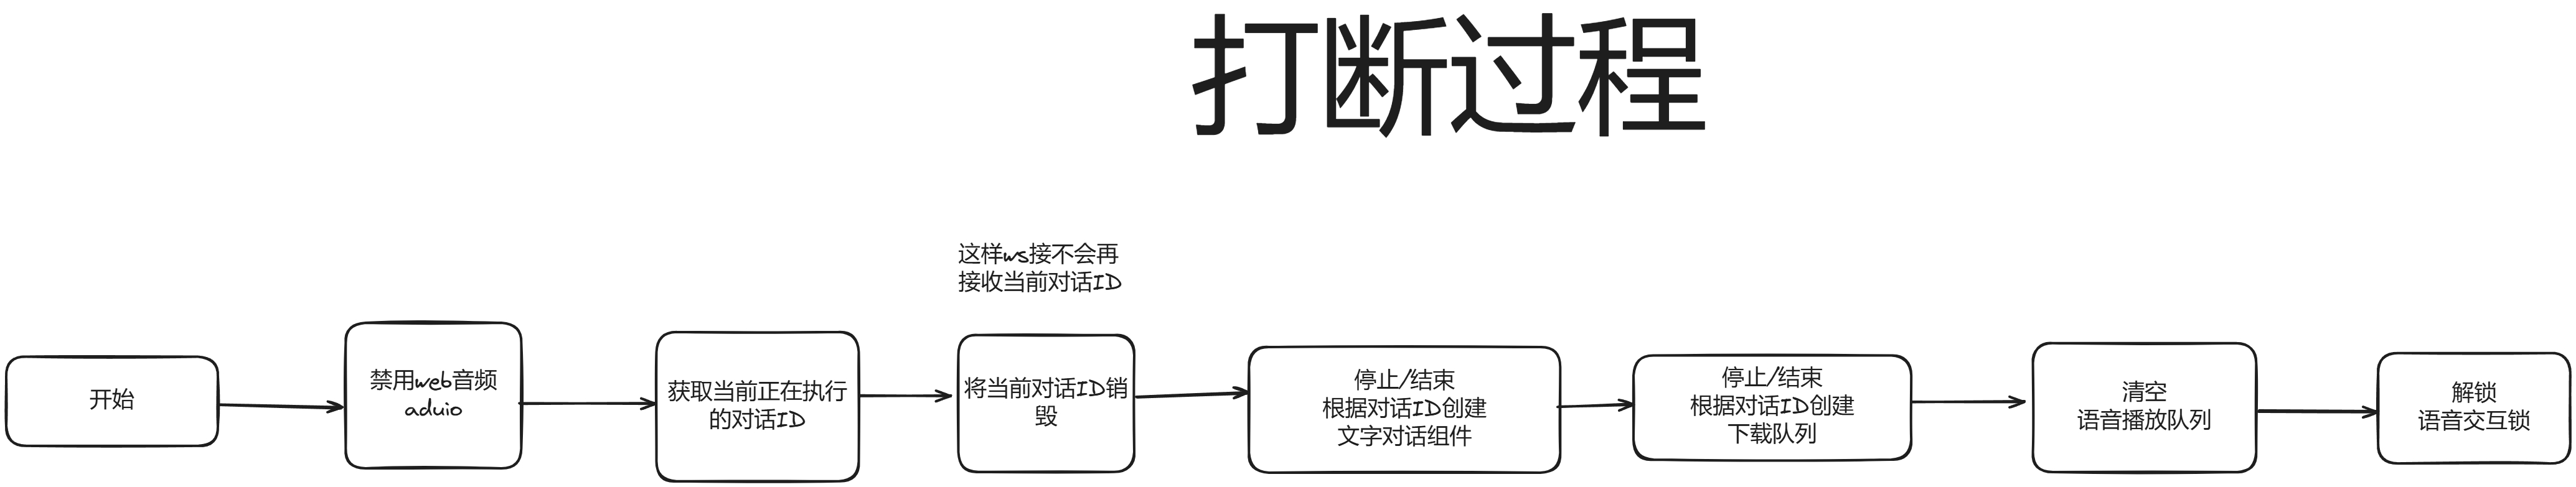 打断过程
这样ws接不会再
接收当前对话ID
开始
禁用web音频
aduio
获取当前正在执行
的对话ID
将当前对话ID销
毁
停止/结束
根据对话ID创建
文字对话组件
停止/结束
根据对话ID创建
下载队列
清空
语音播放队列
解锁
语音交互锁